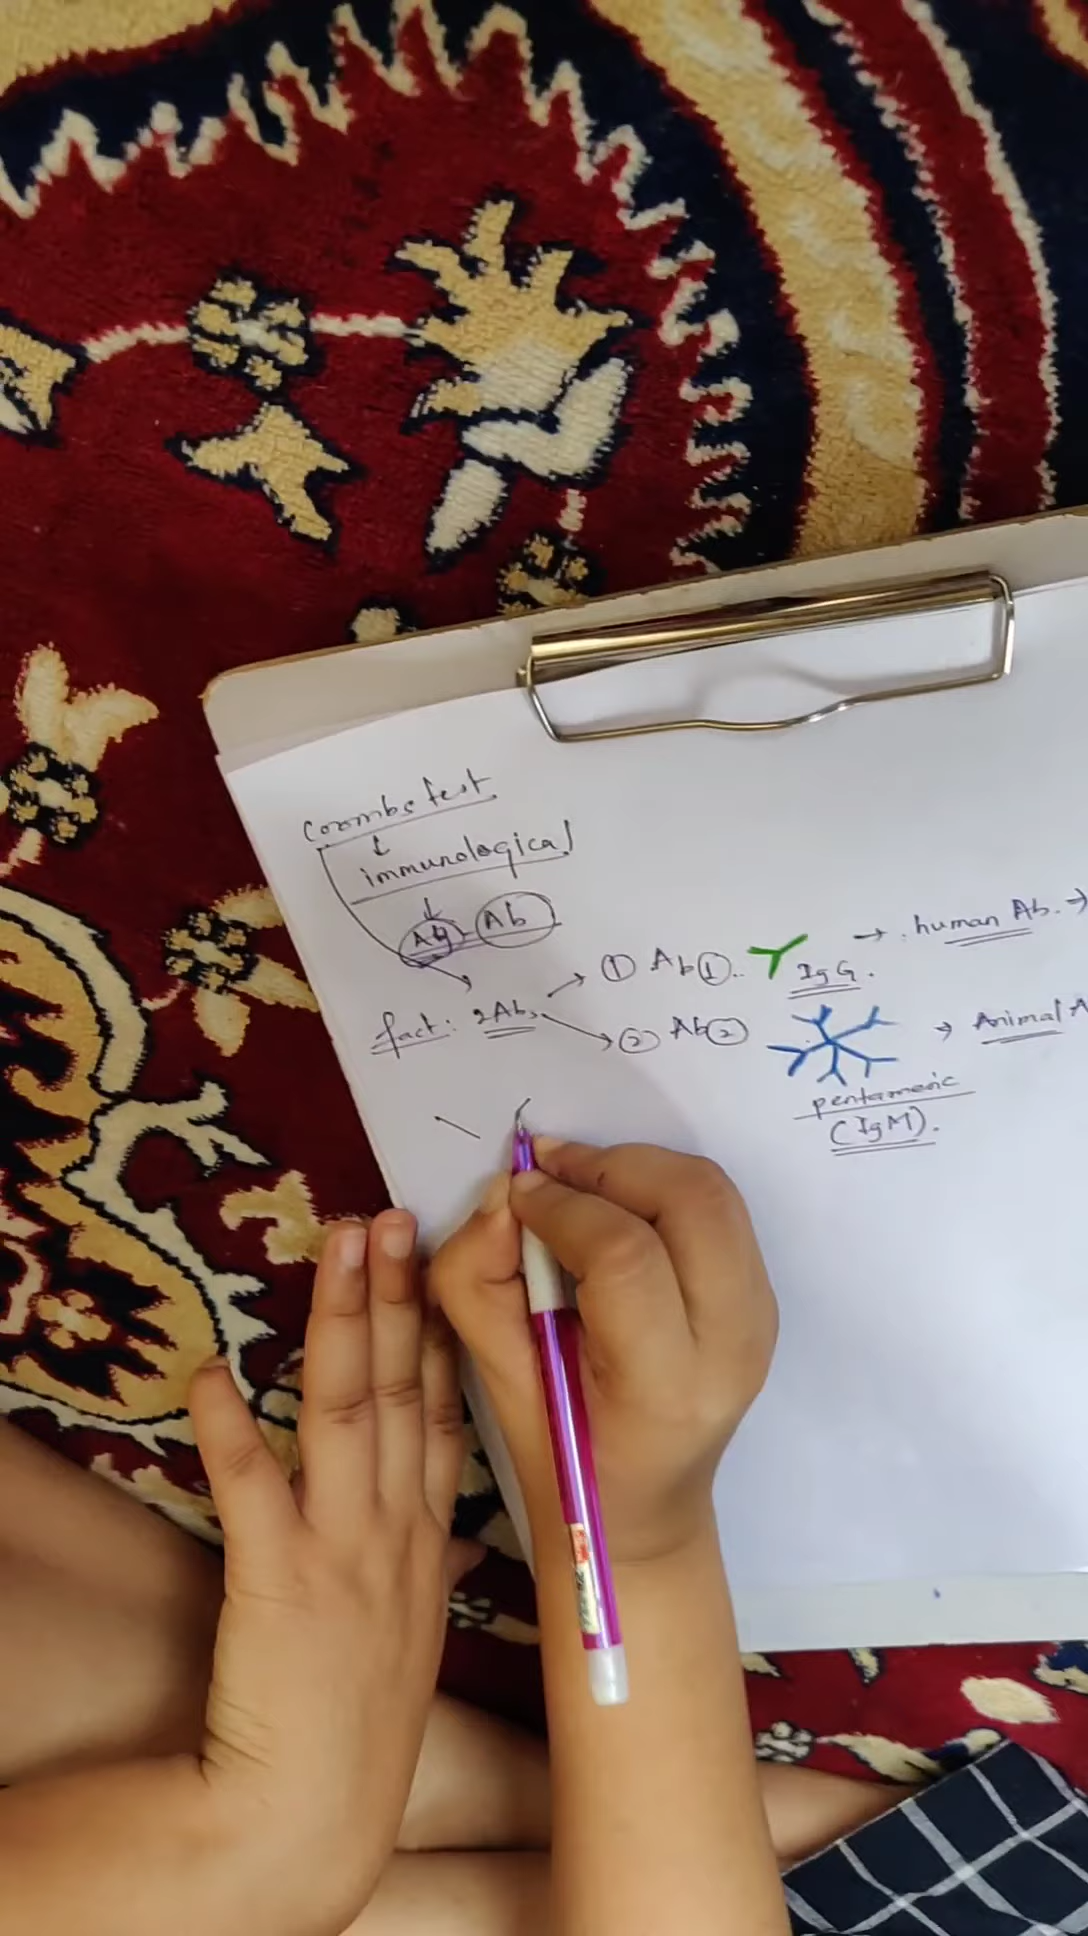 Coombs test
↓
immunological
↓
Ag - Ab
fact: 2Abs
→ ① Ab①. IgG. → human Ab. →
→ ② Ab② → Animal A
pentameric
(IgM).